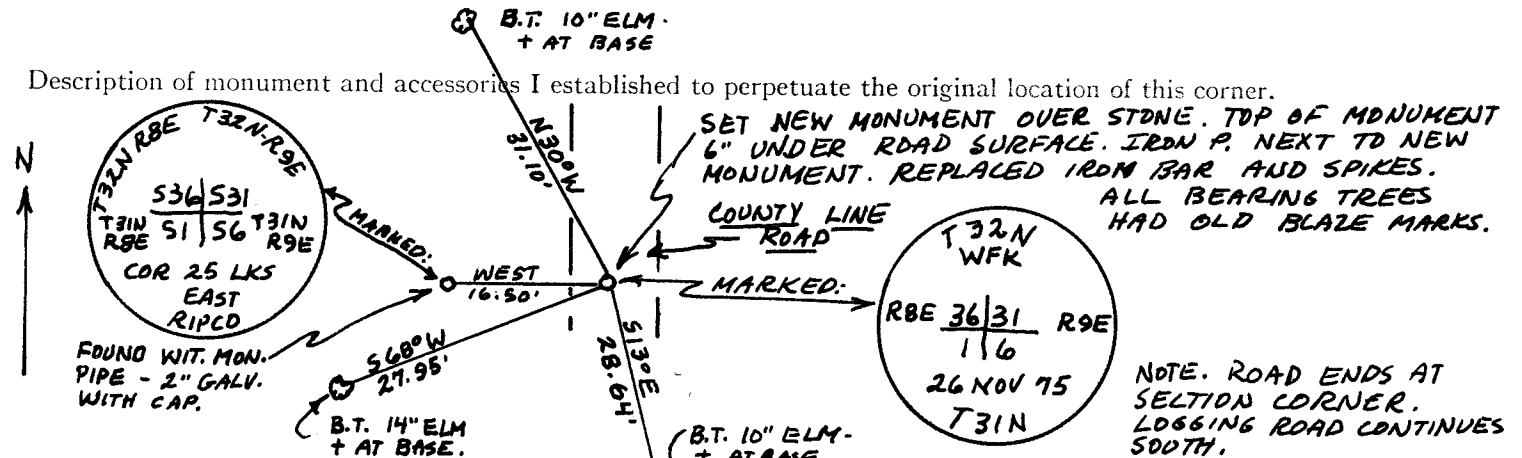 B.T. 10" ELM.
+ AT BASE
Description of monument and accessories I established to perpetuate the original location of this corner.
SET NEW MONUMENT OVER STONE. TOP OF MONUMENT
6" UNDER ROAD SURFACE. IRON P. NEXT TO NEW
MONUMENT. REPLACED IRON BAR AND SPIKES.
ALL BEARING TREES
HAD OLD BLAZE MARKS.
N
T32N R8E T32N-R9E
S36 S31
T31N R8E S1 S6 T31N R9E
COR 25 LKS
EAST
RIPCO
MARKED:
FOUND WIT. MON.
PIPE - 2" GALV.
WITH CAP.
N30°W
31.10'
WEST
16.50'
S68°W
27.95'
S13°E
28.64'
B.T. 14" ELM
+ AT BASE.
B.T. 10" ELM-
+ AT BASE
COUNTY LINE
ROAD
MARKED:
T32N
WFK
R8E 36 31 R9E
1 6
26 NOV 75
T31N
NOTE. ROAD ENDS AT
SECTION CORNER.
LOGGING ROAD CONTINUES
SOUTH.